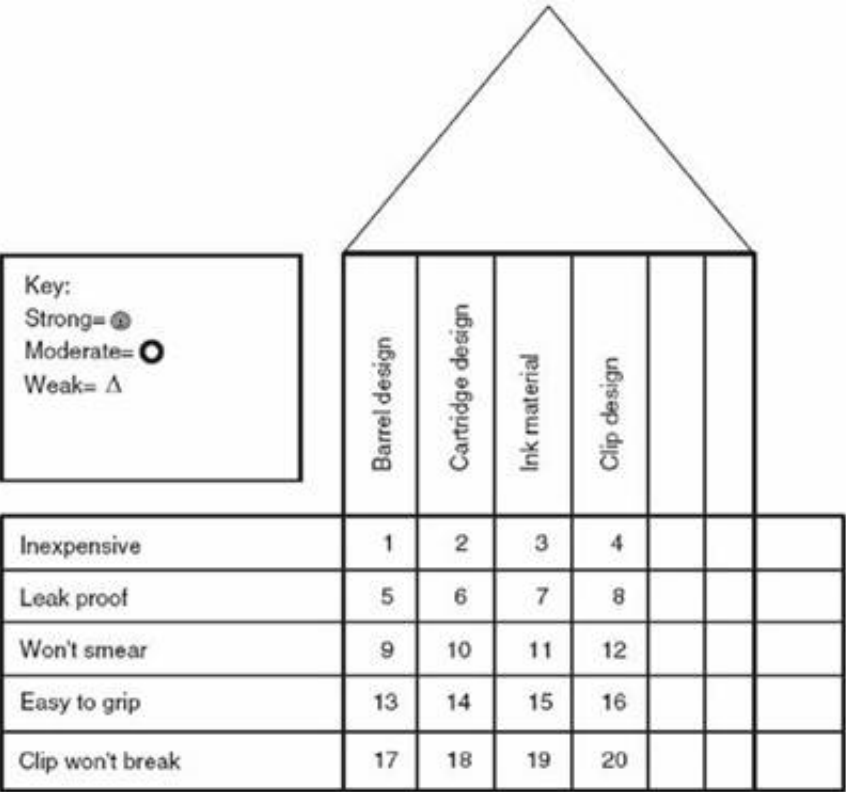 Key:
Strong=
Moderate=
Weak= Δ
Barrel design
Cartridge design
Ink material
Clip design
Inexpensive 1 2 3 4
Leak proof 5 6 7 8
Won't smear 9 10 11 12
Easy to grip 13 14 15 16
Clip won't break 17 18 19 20